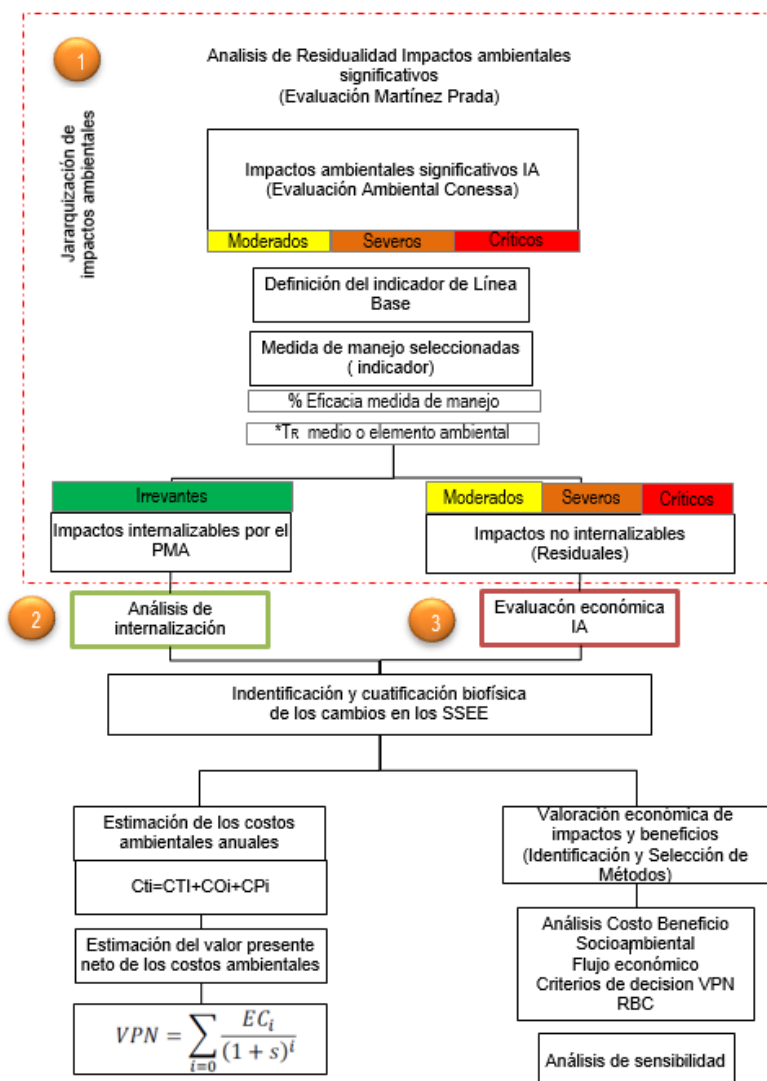 1
Analisis de Residualidad Impactos ambientales
significativos
(Evaluación Martínez Prada)
Jararquización de
impactos ambientales
Impactos ambientales significativos IA
(Evaluación Ambiental Conessa)
Moderados Severos Críticos
Definición del indicador de Línea
Base
Medida de manejo seleccionadas
( indicador)
% Eficacia medida de manejo
*TR medio o elemento ambiental
Irrevantes
Impactos internalizables por el
PMA
Moderados Severos Críticos
Impactos no internalizables
(Residuales)
2
Análisis de
internalización
3
Evaluacón económica
IA
Indentificación y cuatificación biofísica
de los cambios en los SSEE
Estimación de los costos
ambientales anuales
Cti=CTI+COi+CPi
Estimación del valor presente
neto de los costos ambientales
VPN = ∑ i=0 ECi / (1 + s)^i
Valoración económica de
impactos y beneficios
(Identificación y Selección de
Métodos)
Análisis Costo Beneficio
Socioambiental
Flujo económico
Criterios de decision VPN
RBC
Análisis de sensibilidad